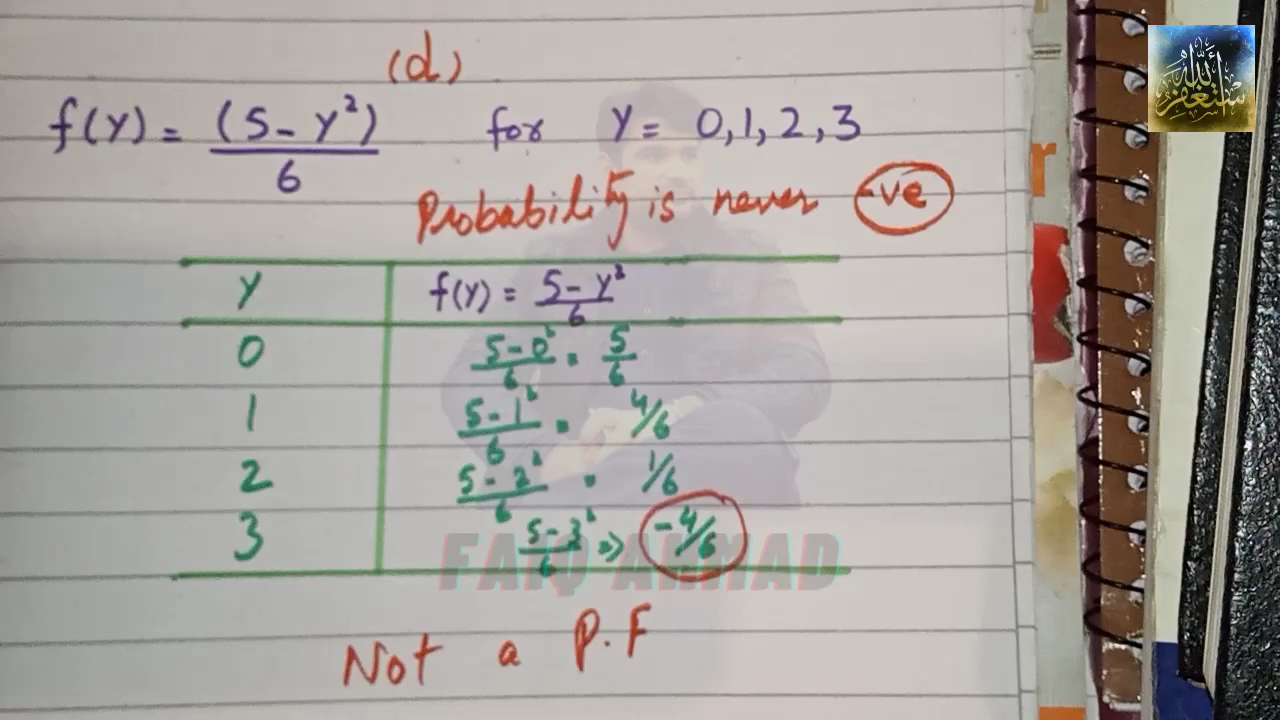 (d)
f(y) = (5 - y²)/6 for y = 0, 1, 2, 3
Probability is never -ve
y f(y) = 5 - y²/6
0 5 - 0²/6 = 5/6
1 5 - 1²/6 = 4/6
2 5 - 2²/6 = 1/6
3 5 - 3²/6 => -4/6
FAIQ AHMAD
Not a P.F
أستغفر الله
r